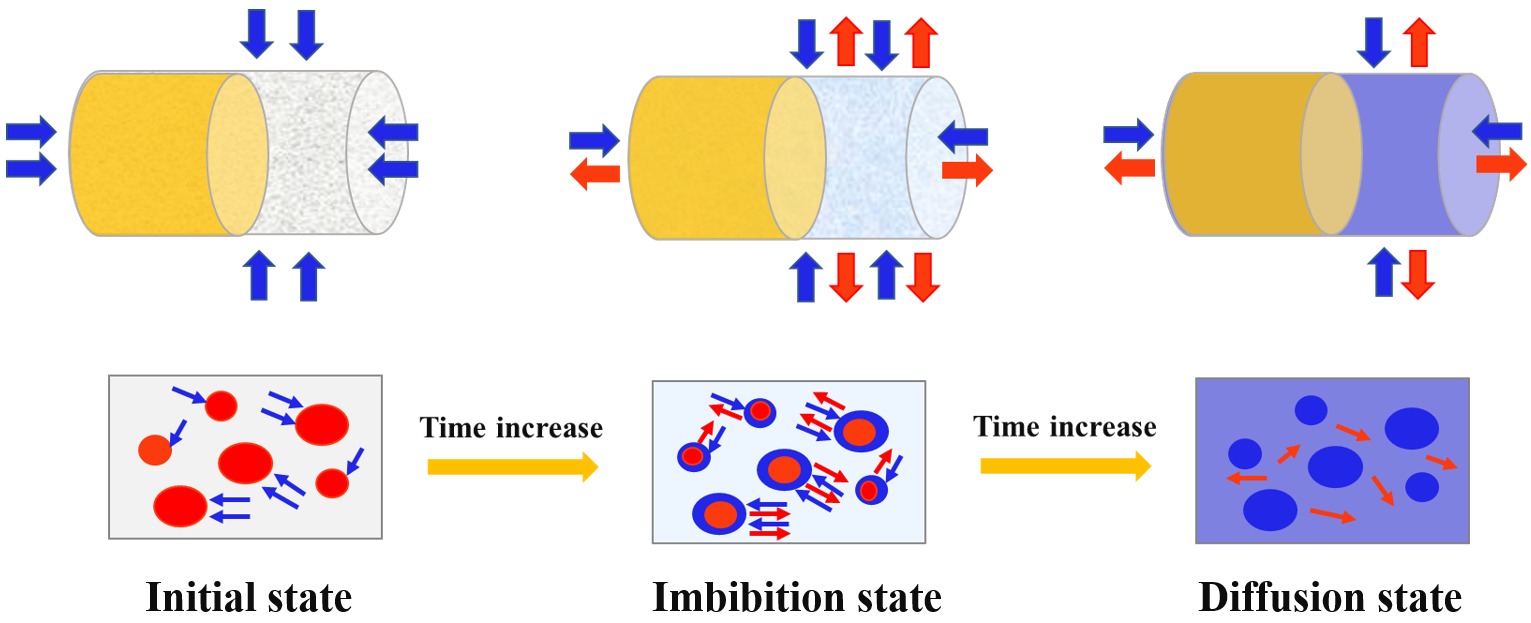 Time increase
Time increase
Initial state
Imbibition state
Diffusion state